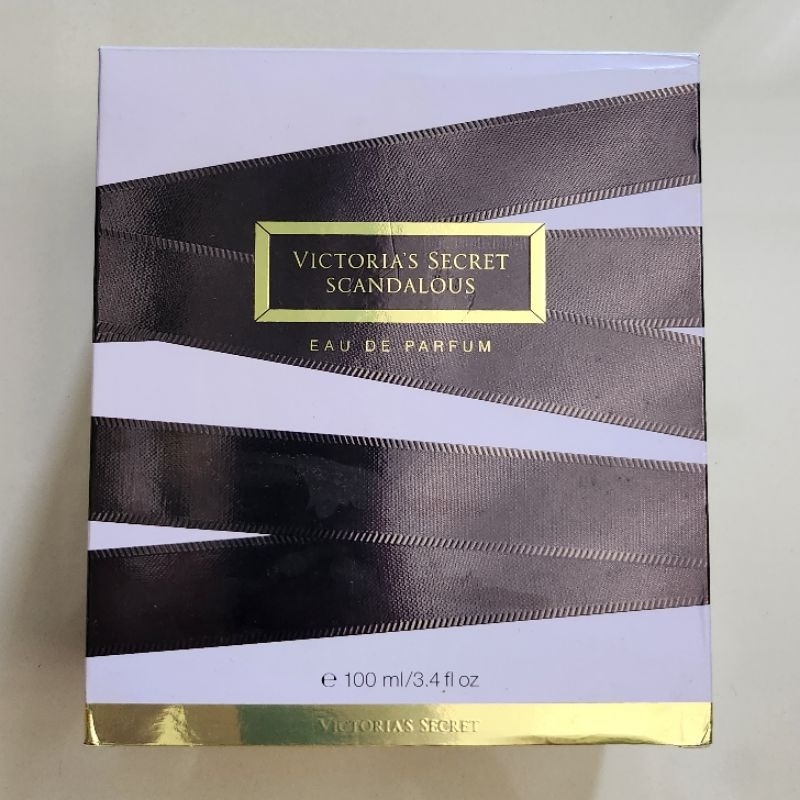 VICTORIA'S SECRET
SCANDALOUS
EAU DE PARFUM
℮ 100 ml/3.4 fl oz
VICTORIA'S SECRET